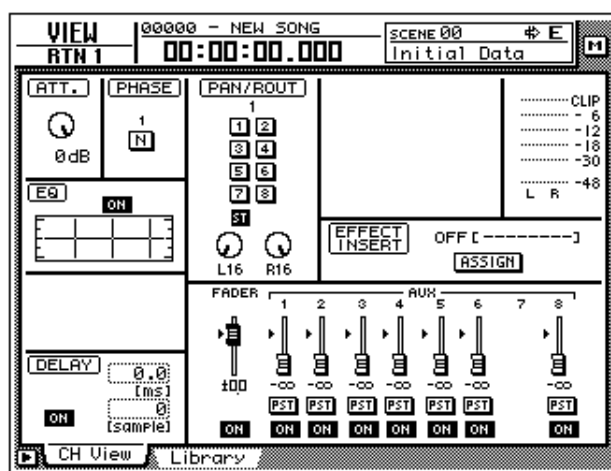 VIEW
RTN 1
00000 - NEW SONG
00:00:00.000
SCENE 00 E
Initial Data
M
ATT.
0dB
PHASE
1
N
PAN/ROUT
1
1 2
3 4
5 6
7 8
ST
L16 R16
CLIP
- 6
-12
-18
-30
-48
L R
EQ
ON
EFFECT
INSERT
OFF[---------]
ASSIGN
FADER AUX
1 2 3 4 5 6 7 8
±00 -∞ -∞ -∞ -∞ -∞ -∞ -∞
PST PST PST PST PST PST PST
ON ON ON ON ON ON ON ON
DELAY
0.0
[ms]
0
[sample]
ON
CH View Library